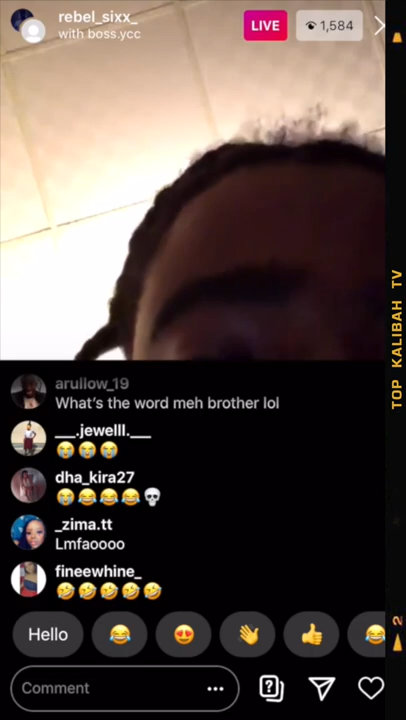 rebel_sixx_
with boss.ycc
LIVE
1,584
arullow_19
What's the word meh brother lol
___.jewelll.___
😭😭😭
dha_kira27
😭😂😂😂💀
_zima.tt
Lmfaoooo
fineewhine_
🤣🤣🤣🤣🤣
Hello
Comment
TOP KALIBAH TV
2